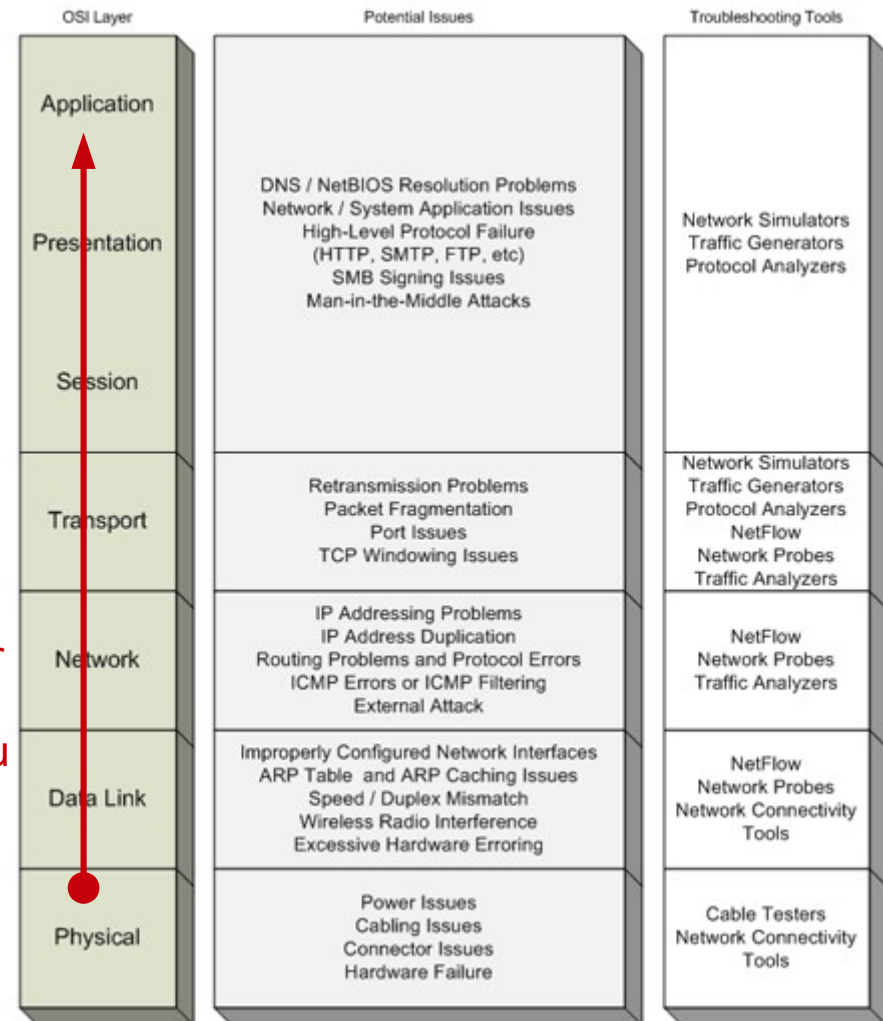 OSI Layer
Potential Issues
Troubleshooting Tools
Application
Presentation
Session
DNS / NetBIOS Resolution Problems
Network / System Application Issues
High-Level Protocol Failure
(HTTP, SMTP, FTP, etc)
SMB Signing Issues
Man-in-the-Middle Attacks
Network Simulators
Traffic Generators
Protocol Analyzers
Transport
Retransmission Problems
Packet Fragmentation
Port Issues
TCP Windowing Issues
Network Simulators
Traffic Generators
Protocol Analyzers
NetFlow
Network Probes
Traffic Analyzers
Network
IP Addressing Problems
IP Address Duplication
Routing Problems and Protocol Errors
ICMP Errors or ICMP Filtering
External Attack
NetFlow
Network Probes
Traffic Analyzers
Data Link
Improperly Configured Network Interfaces
ARP Table and ARP Caching Issues
Speed / Duplex Mismatch
Wireless Radio Interference
Excessive Hardware Erroring
NetFlow
Network Probes
Network Connectivity
Tools
Physical
Power Issues
Cabling Issues
Connector Issues
Hardware Failure
Cable Testers
Network Connectivity
Tools